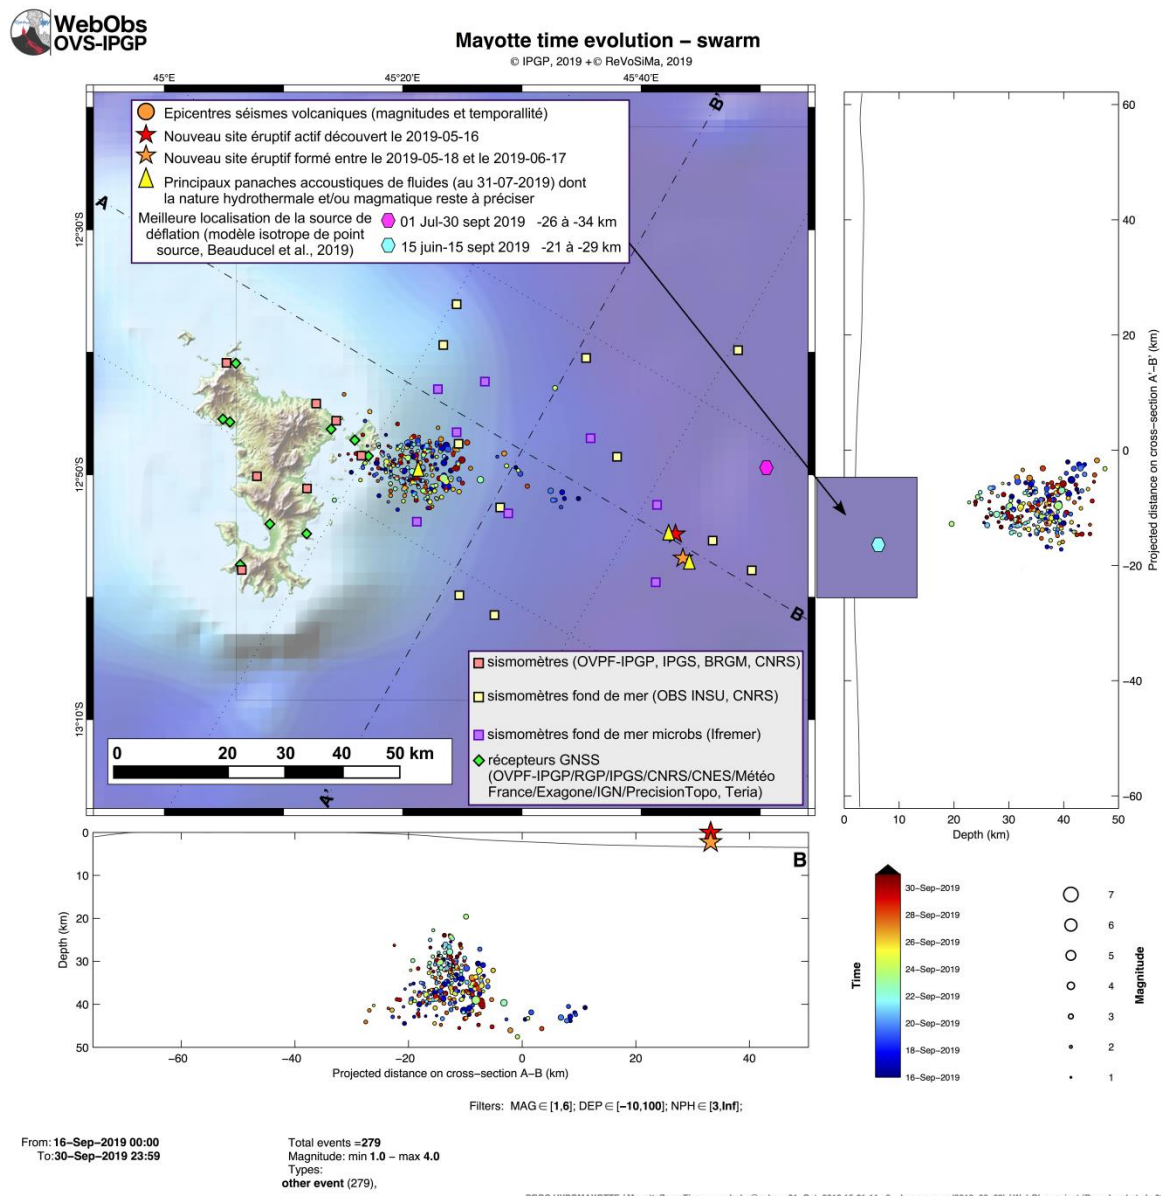 WebObs
OVS-IPGP
Mayotte time evolution – swarm
© IPGP, 2019 + © ReVoSiMa, 2019
45°E
45°20'E
45°40'E
12°30'S
12°50'S
13°10'S
Epicentres séismes volcaniques (magnitudes et temporallité)
Nouveau site éruptif actif découvert le 2019-05-16
Nouveau site éruptif formé entre le 2019-05-18 et le 2019-06-17
Principaux panaches accoustiques de fluides (au 31-07-2019) dont
la nature hydrothermale et/ou magmatique reste à préciser
Meilleure localisation de la source de
déflation (modèle isotrope de point
source, Beauducel et al., 2019)
01 Jul-30 sept 2019 -26 à -34 km
15 juin-15 sept 2019 -21 à -29 km
A
B'
B
A'
sismomètres (OVPF-IPGP, IPGS, BRGM, CNRS)
sismomètres fond de mer (OBS INSU, CNRS)
sismomètres fond de mer microbs (Ifremer)
récepteurs GNSS
(OVPF-IPGP/RGP/IPGS/CNRS/CNES/Météo
France/Exagone/IGN/PrecisionTopo, Teria)
0 20 30 40 50 km
60
40
20
0
−20
−40
−60
Projected distance on cross−section A'−B' (km)
0 10 20 30 40 50
Depth (km)
B
0
10
20
30
40
50
Depth (km)
−60 −40 −20 0 20 40
Projected distance on cross−section A−B (km)
Time
30−Sep−2019
28−Sep−2019
26−Sep−2019
24−Sep−2019
22−Sep−2019
20−Sep−2019
18−Sep−2019
16−Sep−2019
7
6
5
4
3
2
1
Magnitude
Filters: MAG ∈ [1,6]; DEP ∈ [−10,100]; NPH ∈ [3,Inf];
From: 16−Sep−2019 00:00
To: 30−Sep−2019 23:59
Total events =279
Magnitude: min 1.0 − max 4.0
Types:
other event (279),